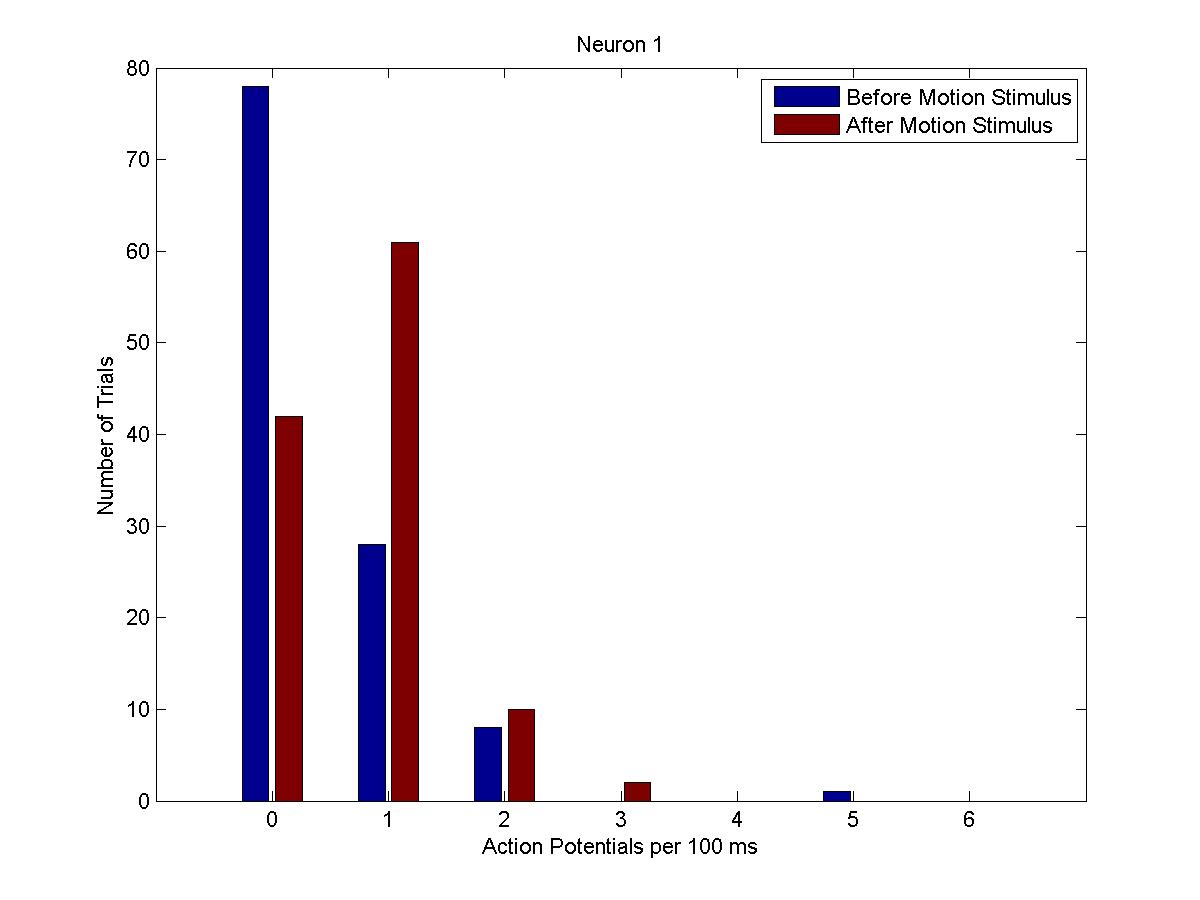 Neuron 1
Before Motion Stimulus
After Motion Stimulus
80
70
60
50
40
30
20
10
0
Number of Trials
0 1 2 3 4 5 6
Action Potentials per 100 ms